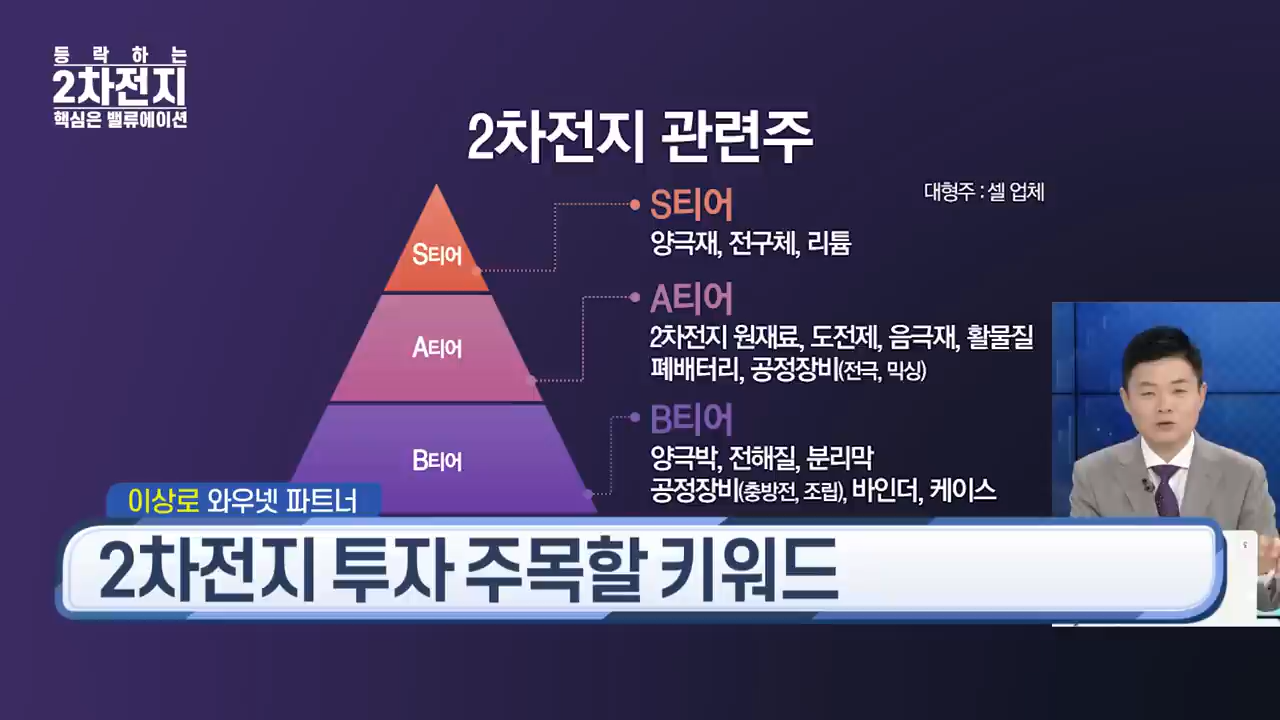 등락하는
2차전지
핵심은 밸류에이션
2차전지 관련주
대형주 : 셀 업체
S티어
S티어
양극재, 전구체, 리튬
A티어
A티어
2차전지 원재료, 도전제, 음극재, 활물질
폐배터리, 공정장비(전극, 믹싱)
B티어
B티어
양극박, 전해질, 분리막
공정장비(충방전, 조립), 바인더, 케이스
이상로 와우넷 파트너
2차전지 투자 주목할 키워드